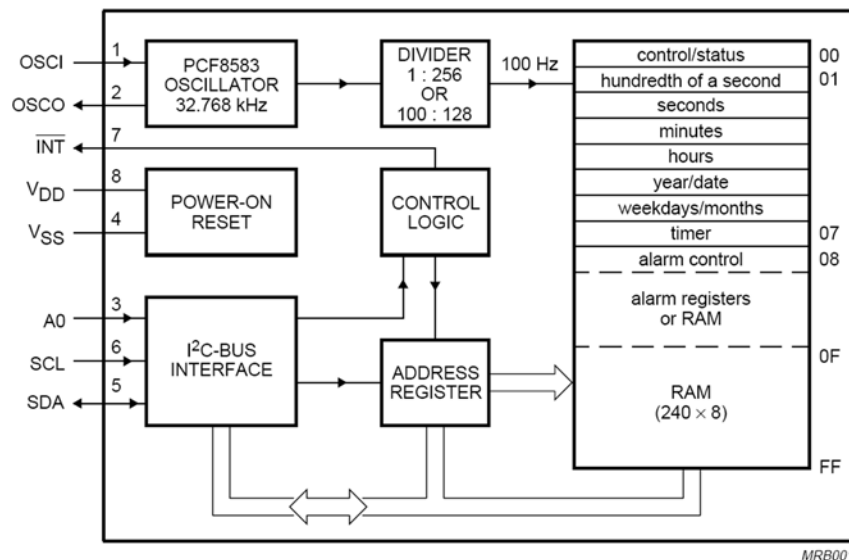 OSCI
1
OSCO
2
INT
7
VDD
8
VSS
4
A0
3
SCL
6
SDA
5
PCF8583
OSCILLATOR
32.768 kHz
DIVIDER
1 : 256
OR
100 : 128
100 Hz
POWER-ON
RESET
CONTROL
LOGIC
I²C-BUS
INTERFACE
ADDRESS
REGISTER
control/status
00
hundredth of a second
01
seconds
minutes
hours
year/date
weekdays/months
timer
07
alarm control
08
alarm registers
or RAM
0F
RAM
(240 × 8)
FF
MRB00